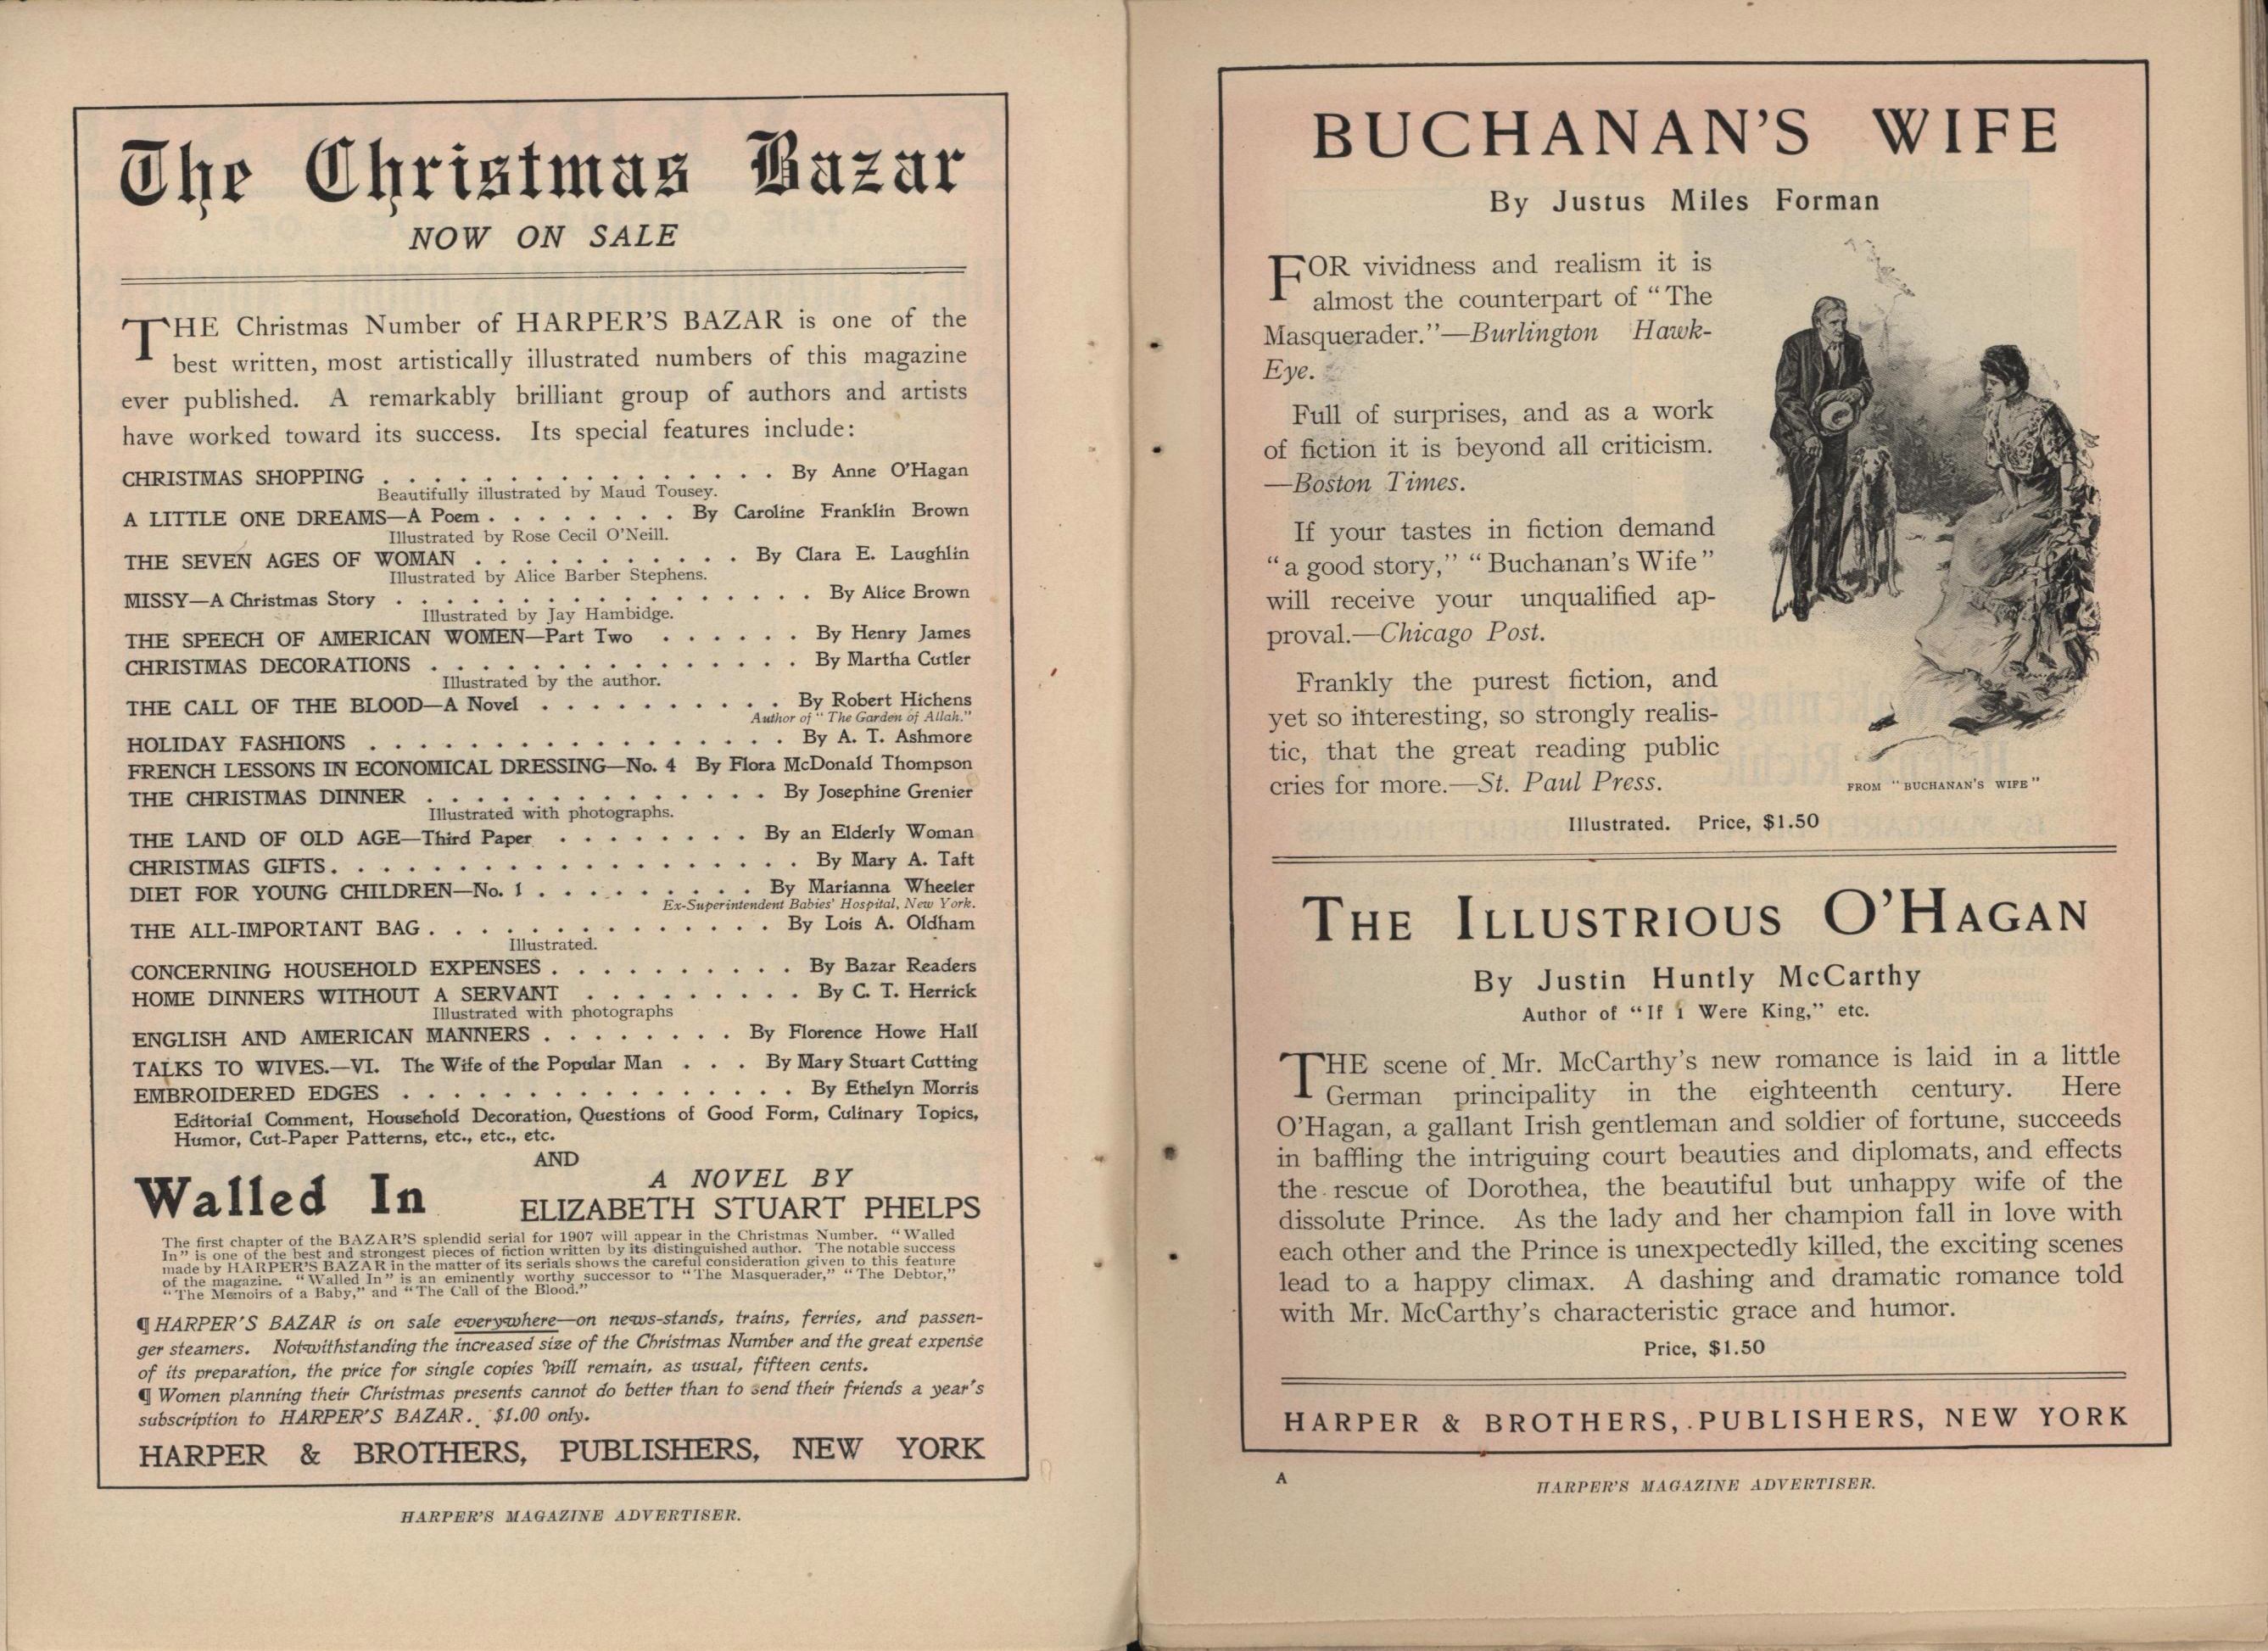 The Christmas Bazar
NOW ON SALE
THE Christmas Number of HARPER'S BAZAR is one of the
best written, most artistically illustrated numbers of this magazine
ever published. A remarkably brilliant group of authors and artists
have worked toward its success. Its special features include:
CHRISTMAS SHOPPING . . . . . . . . . . . . . . . . By Anne O'Hagan
Beautifully illustrated by Maud Tousey.
A LITTLE ONE DREAMS—A Poem . . . . . . . . By Caroline Franklin Brown
Illustrated by Rose Cecil O'Neill.
THE SEVEN AGES OF WOMAN . . . . . . . . . . . By Clara E. Laughlin
Illustrated by Alice Barber Stephens.
MISSY—A Christmas Story . . . . . . . . . . . . . . . . . By Alice Brown
Illustrated by Jay Hambidge.
THE SPEECH OF AMERICAN WOMEN—Part Two . . . . . . By Henry James
CHRISTMAS DECORATIONS . . . . . . . . . . . . . . . By Martha Cutler
Illustrated by the author.
THE CALL OF THE BLOOD—A Novel . . . . . . . . . . By Robert Hichens
Author of "The Garden of Allah."
HOLIDAY FASHIONS . . . . . . . . . . . . . . . . . By A. T. Ashmore
FRENCH LESSONS IN ECONOMICAL DRESSING—No. 4 By Flora McDonald Thompson
THE CHRISTMAS DINNER . . . . . . . . . . . . . . By Josephine Grenier
Illustrated with photographs.
THE LAND OF OLD AGE—Third Paper . . . . . . . . By an Elderly Woman
CHRISTMAS GIFTS . . . . . . . . . . . . . . . . . . . By Mary A. Taft
DIET FOR YOUNG CHILDREN—No. 1 . . . . . . . . . By Marianna Wheeler
Ex-Superintendent Babies' Hospital, New York.
THE ALL-IMPORTANT BAG . . . . . . . . . . . . . . By Lois A. Oldham
Illustrated.
CONCERNING HOUSEHOLD EXPENSES . . . . . . . . . . By Bazar Readers
HOME DINNERS WITHOUT A SERVANT . . . . . . . . . By C. T. Herrick
Illustrated with photographs
ENGLISH AND AMERICAN MANNERS . . . . . . . . By Florence Howe Hall
TALKS TO WIVES.—VI. The Wife of the Popular Man . . . By Mary Stuart Cutting
EMBROIDERED EDGES . . . . . . . . . . . . . . . . By Ethelyn Morris
Editorial Comment, Household Decoration, Questions of Good Form, Culinary Topics,
Humor, Cut-Paper Patterns, etc., etc., etc.
AND
Walled In
A NOVEL BY
ELIZABETH STUART PHELPS
The first chapter of the BAZAR'S splendid serial for 1907 will appear in the Christmas Number. "Walled
In" is one of the best and strongest pieces of fiction written by its distinguished author. The notable success
made by HARPER'S BAZAR in the matter of its serials shows the careful consideration given to this feature
of the magazine. "Walled In" is an eminently worthy successor to "The Masquerader," "The Debtor,"
"The Memoirs of a Baby," and "The Call of the Blood."
¶ HARPER'S BAZAR is on sale everywhere—on news-stands, trains, ferries, and passen-
ger steamers. Notwithstanding the increased size of the Christmas Number and the great expense
of its preparation, the price for single copies will remain, as usual, fifteen cents.
¶ Women planning their Christmas presents cannot do better than to send their friends a year's
subscription to HARPER'S BAZAR. $1.00 only.
HARPER & BROTHERS, PUBLISHERS, NEW YORK
HARPER'S MAGAZINE ADVERTISER.
BUCHANAN'S WIFE
By Justus Miles Forman
FOR vividness and realism it is
almost the counterpart of "The
Masquerader."—Burlington Hawk-
Eye.
Full of surprises, and as a work
of fiction it is beyond all criticism.
—Boston Times.
If your tastes in fiction demand
"a good story," "Buchanan's Wife"
will receive your unqualified ap-
proval.—Chicago Post.
Frankly the purest fiction, and
yet so interesting, so strongly realis-
tic, that the great reading public
cries for more.—St. Paul Press.
FROM "BUCHANAN'S WIFE"
Illustrated. Price, $1.50
THE ILLUSTRIOUS O'HAGAN
By Justin Huntly McCarthy
Author of "If I Were King," etc.
THE scene of Mr. McCarthy's new romance is laid in a little
German principality in the eighteenth century. Here
O'Hagan, a gallant Irish gentleman and soldier of fortune, succeeds
in baffling the intriguing court beauties and diplomats, and effects
the rescue of Dorothea, the beautiful but unhappy wife of the
dissolute Prince. As the lady and her champion fall in love with
each other and the Prince is unexpectedly killed, the exciting scenes
lead to a happy climax. A dashing and dramatic romance told
with Mr. McCarthy's characteristic grace and humor.
Price, $1.50
HARPER & BROTHERS, PUBLISHERS, NEW YORK
A
HARPER'S MAGAZINE ADVERTISER.